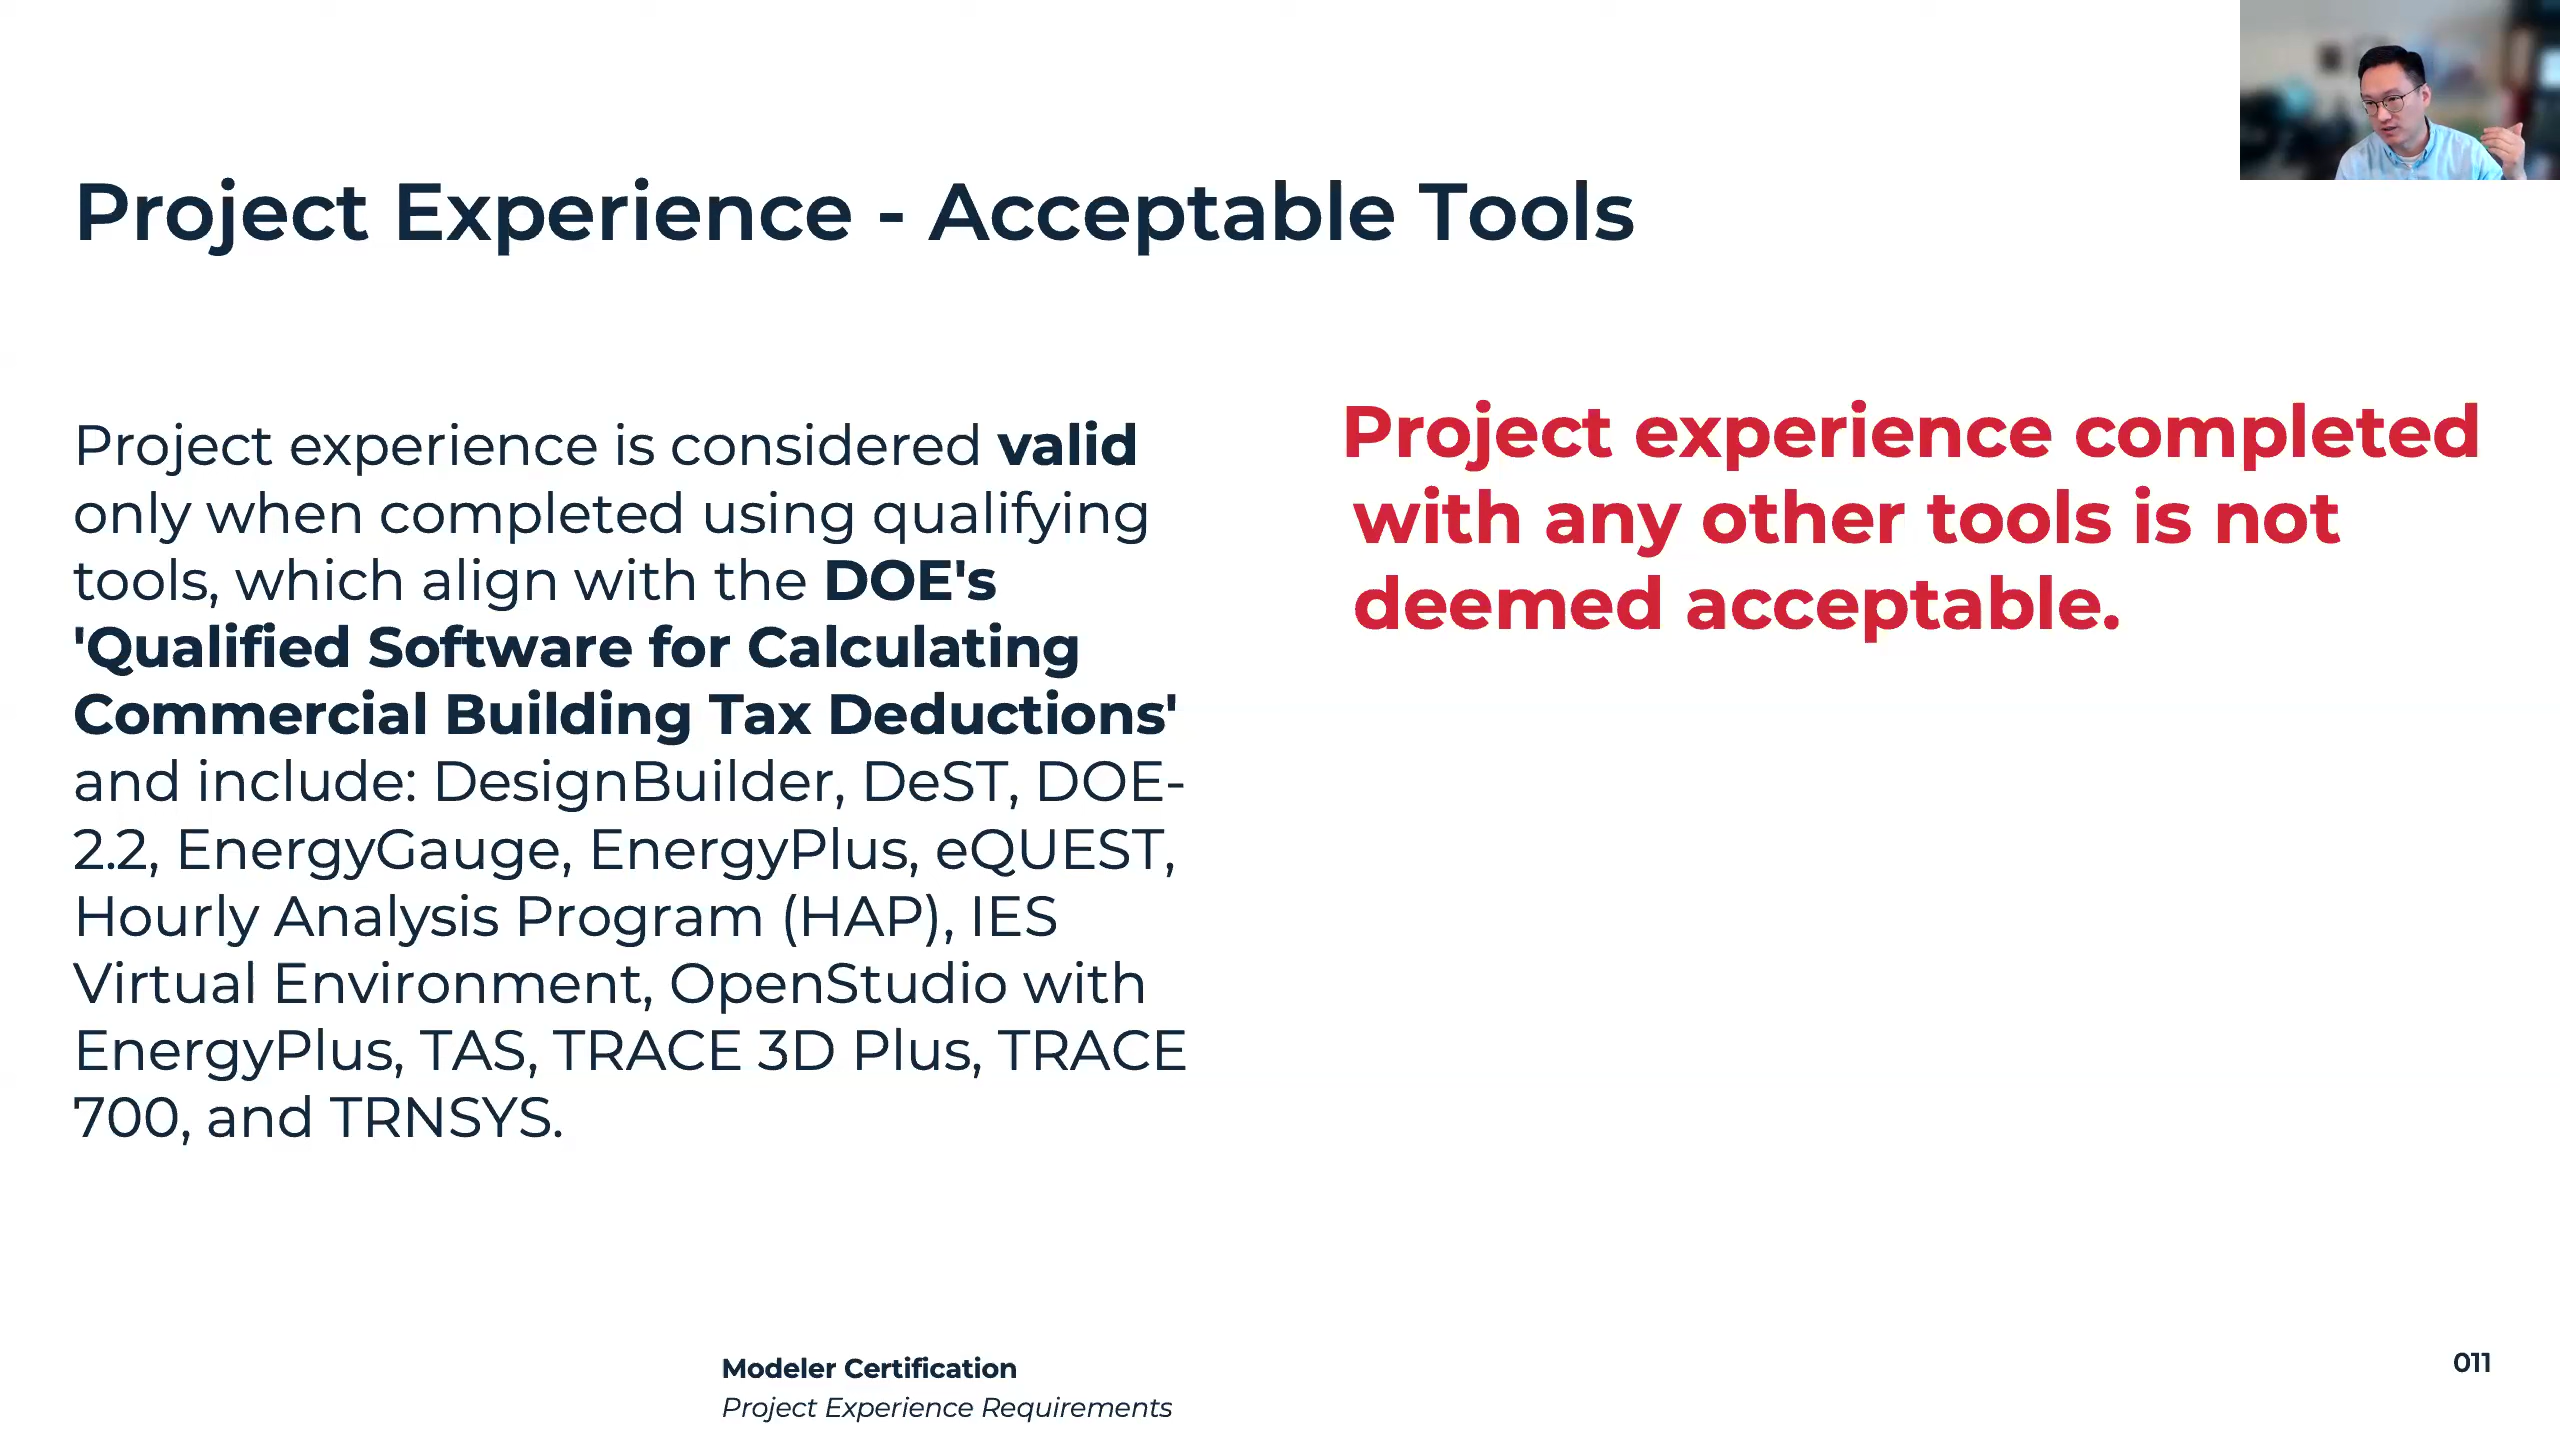 Project Experience - Acceptable Tools
Project experience is considered valid
only when completed using qualifying
tools, which align with the DOE's
'Qualified Software for Calculating
Commercial Building Tax Deductions'
and include: DesignBuilder, DeST, DOE-
2.2, EnergyGauge, EnergyPlus, eQUEST,
Hourly Analysis Program (HAP), IES
Virtual Environment, OpenStudio with
EnergyPlus, TAS, TRACE 3D Plus, TRACE
700, and TRNSYS.
Project experience completed
with any other tools is not
deemed acceptable.
Modeler Certification
Project Experience Requirements
011